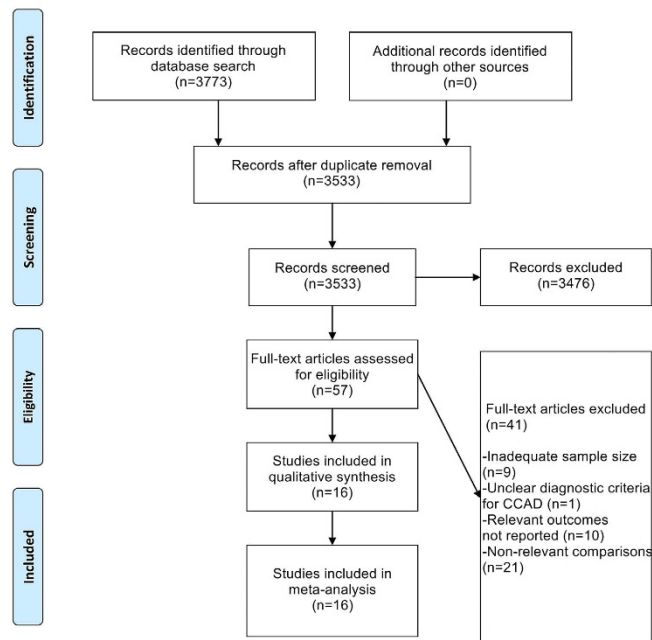 Identification
Records identified through
database search
(n=3773)
Additional records identified
through other sources
(n=0)
Records after duplicate removal
(n=3533)
Screening
Records screened
(n=3533)
Records excluded
(n=3476)
Eligibility
Full-text articles assessed
for eligibility
(n=57)
Full-text articles excluded
(n=41)
-Inadequate sample size
(n=9)
-Unclear diagnostic criteria
for CCAD (n=1)
-Relevant outcomes
not reported (n=10)
-Non-relevant comparisons
(n=21)
Studies included in
qualitative synthesis
(n=16)
Included
Studies included in
meta-analysis
(n=16)